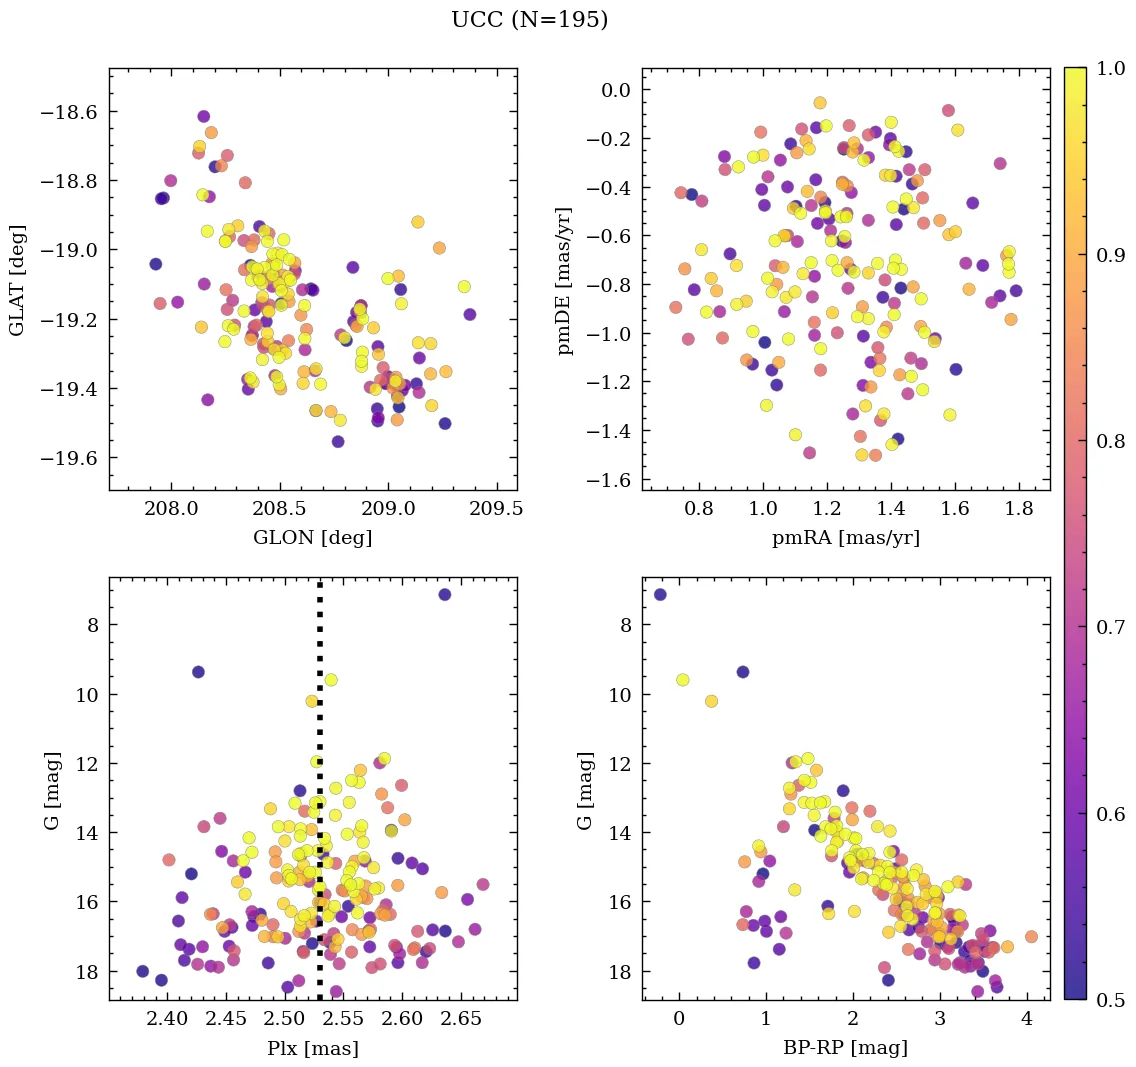 UCC (N=195)
−18.6
−18.8
−19.0
−19.2
−19.4
−19.6
GLAT [deg]
208.0 208.5 209.0 209.5
GLON [deg]
0.0
−0.2
−0.4
−0.6
−0.8
−1.0
−1.2
−1.4
−1.6
pmDE [mas/yr]
0.8 1.0 1.2 1.4 1.6 1.8
pmRA [mas/yr]
8
10
12
14
16
18
G [mag]
2.40 2.45 2.50 2.55 2.60 2.65
Plx [mas]
8
10
12
14
16
18
G [mag]
0 1 2 3 4
BP-RP [mag]
1.0
0.9
0.8
0.7
0.6
0.5